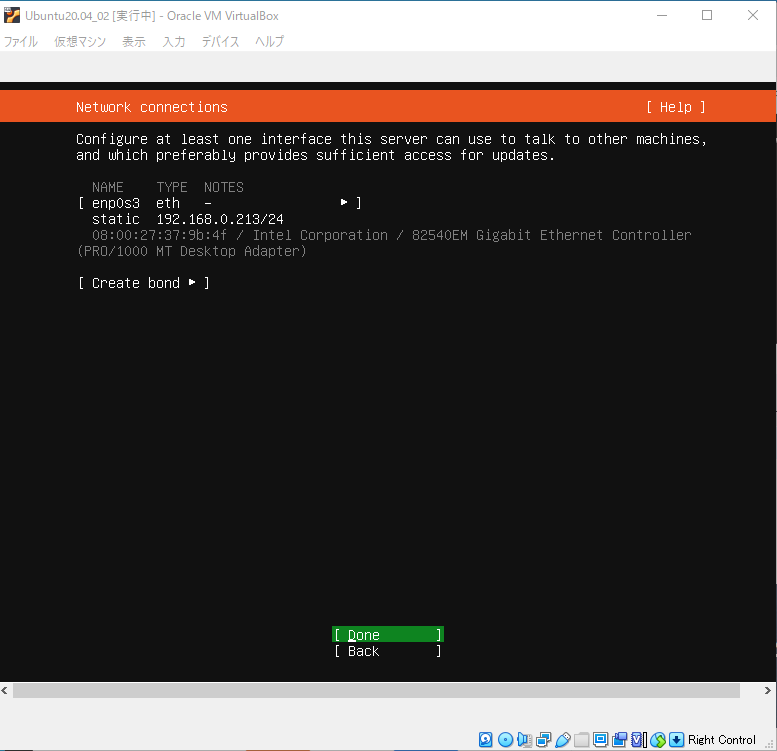 Ubuntu20.04_02 [実行中] - Oracle VM VirtualBox
ファイル 仮想マシン 表示 入力 デバイス ヘルプ
Network connections [ Help ]
Configure at least one interface this server can use to talk to other machines,
and which preferably provides sufficient access for updates.
NAME TYPE NOTES
[ enp0s3 eth - ▸ ]
static 192.168.0.213/24
08:00:27:37:9b:4f / Intel Corporation / 82540EM Gigabit Ethernet Controller
(PRO/1000 MT Desktop Adapter)
[ Create bond ▸ ]
[ Done ]
[ Back ]
Right Control